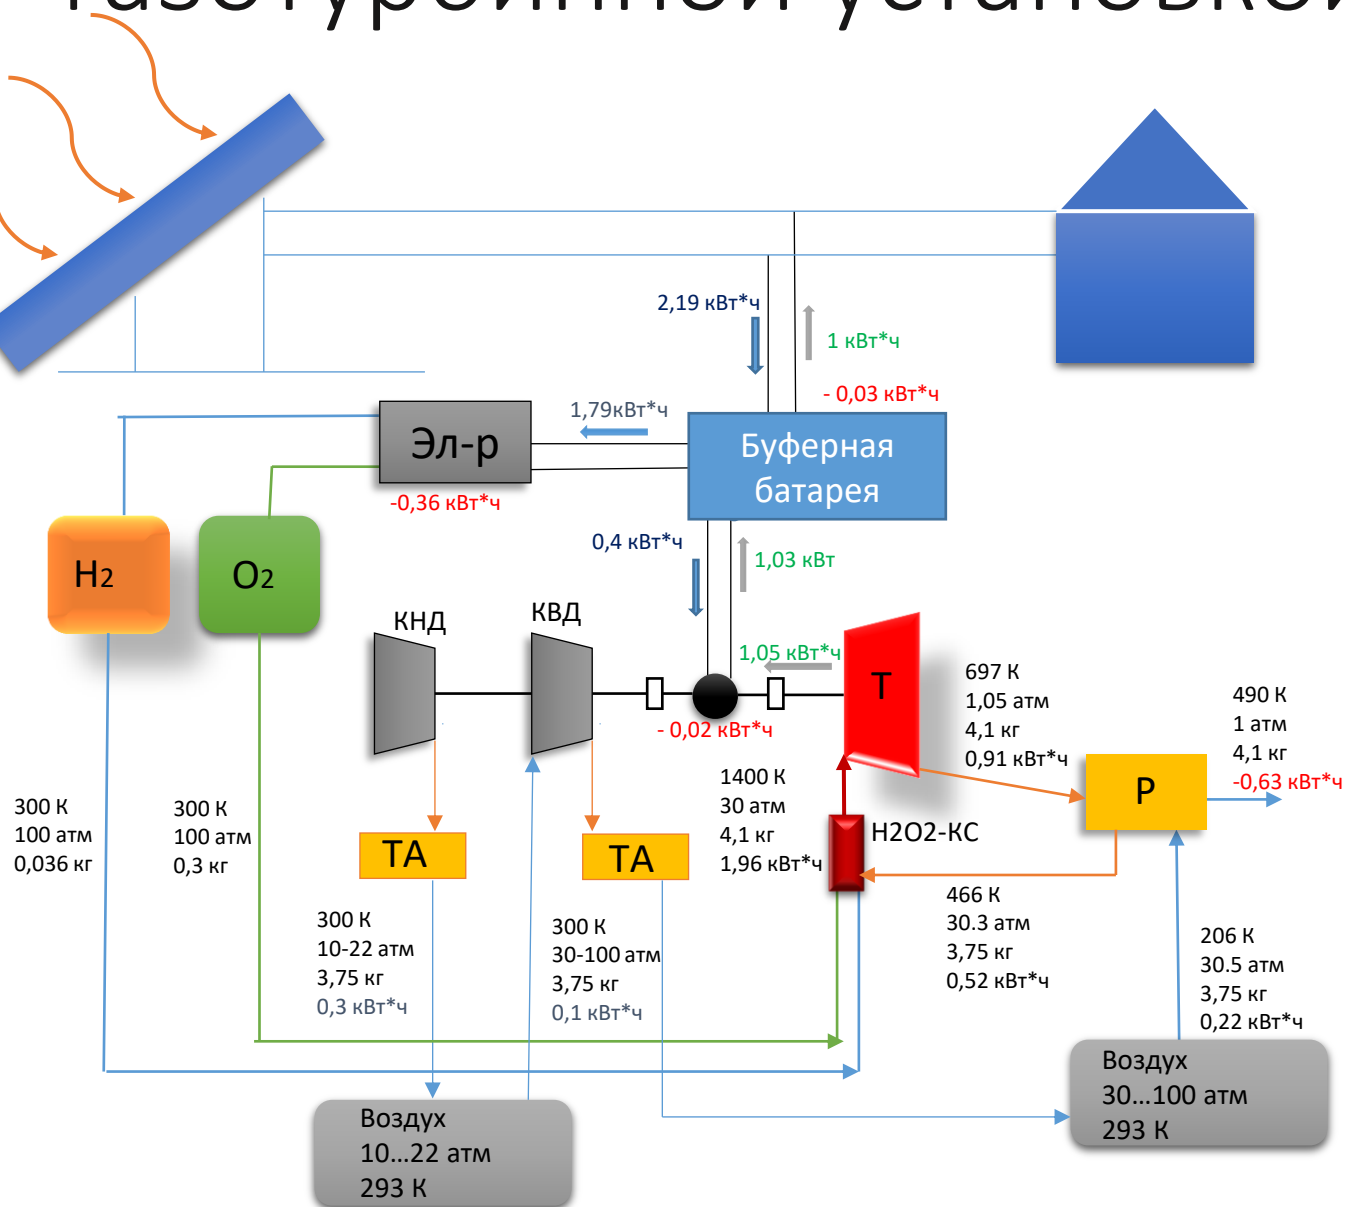 газотурбинной установкой
2,19 кВт*ч
1 кВт*ч
- 0,03 кВт*ч
1,79кВт*ч
Эл-р
-0,36 кВт*ч
Буферная
батарея
0,4 кВт*ч
1,03 кВт
H2
O2
КНД
КВД
1,05 кВт*ч
Т
- 0,02 кВт*ч
697 К
1,05 атм
4,1 кг
0,91 кВт*ч
490 К
1 атм
4,1 кг
-0,63 кВт*ч
Р
1400 К
30 атм
4,1 кг
1,96 кВт*ч
H2O2-КС
300 К
100 атм
0,036 кг
300 К
100 атм
0,3 кг
ТА
ТА
300 К
10-22 атм
3,75 кг
0,3 кВт*ч
300 К
30-100 атм
3,75 кг
0,1 кВт*ч
466 К
30.3 атм
3,75 кг
0,52 кВт*ч
206 К
30.5 атм
3,75 кг
0,22 кВт*ч
Воздух
10...22 атм
293 К
Воздух
30...100 атм
293 К